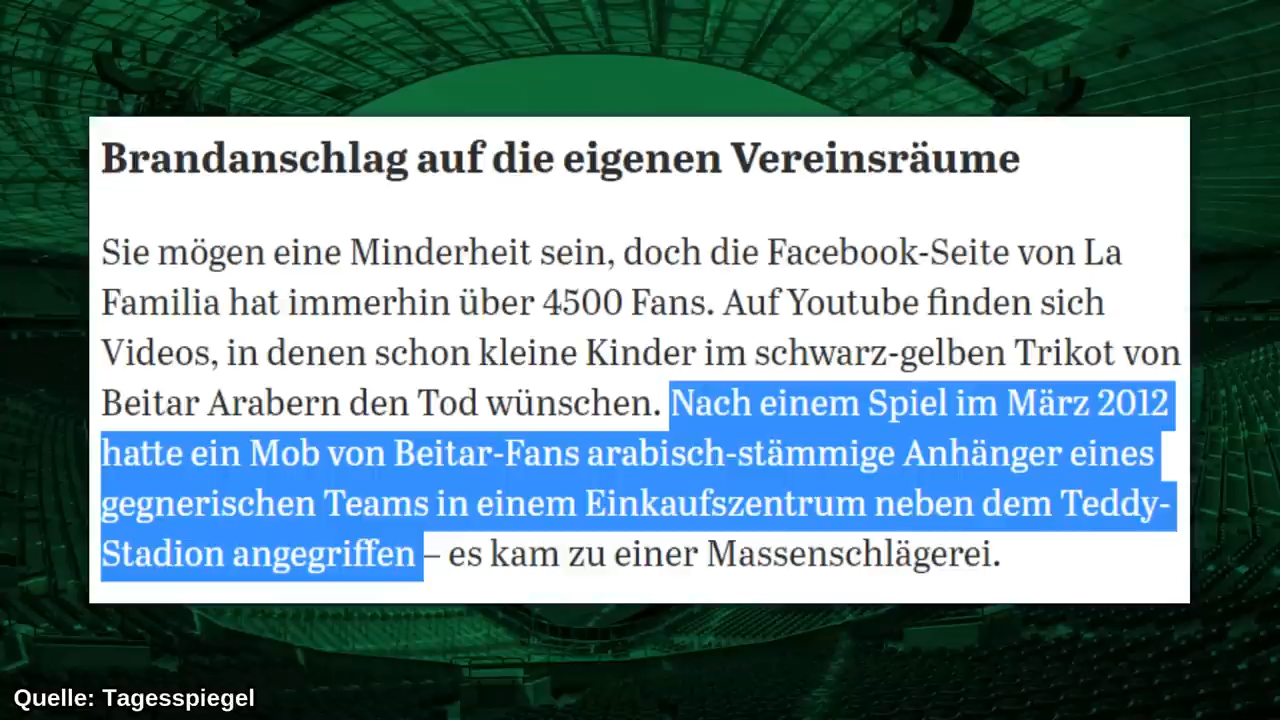 Brandanschlag auf die eigenen Vereinsräume
Sie mögen eine Minderheit sein, doch die Facebook-Seite von La
Familia hat immerhin über 4500 Fans. Auf Youtube finden sich
Videos, in denen schon kleine Kinder im schwarz-gelben Trikot von
Beitar Arabern den Tod wünschen. Nach einem Spiel im März 2012
hatte ein Mob von Beitar-Fans arabisch-stämmige Anhänger eines
gegnerischen Teams in einem Einkaufszentrum neben dem Teddy-
Stadion angegriffen – es kam zu einer Massenschlägerei.
Quelle: Tagesspiegel